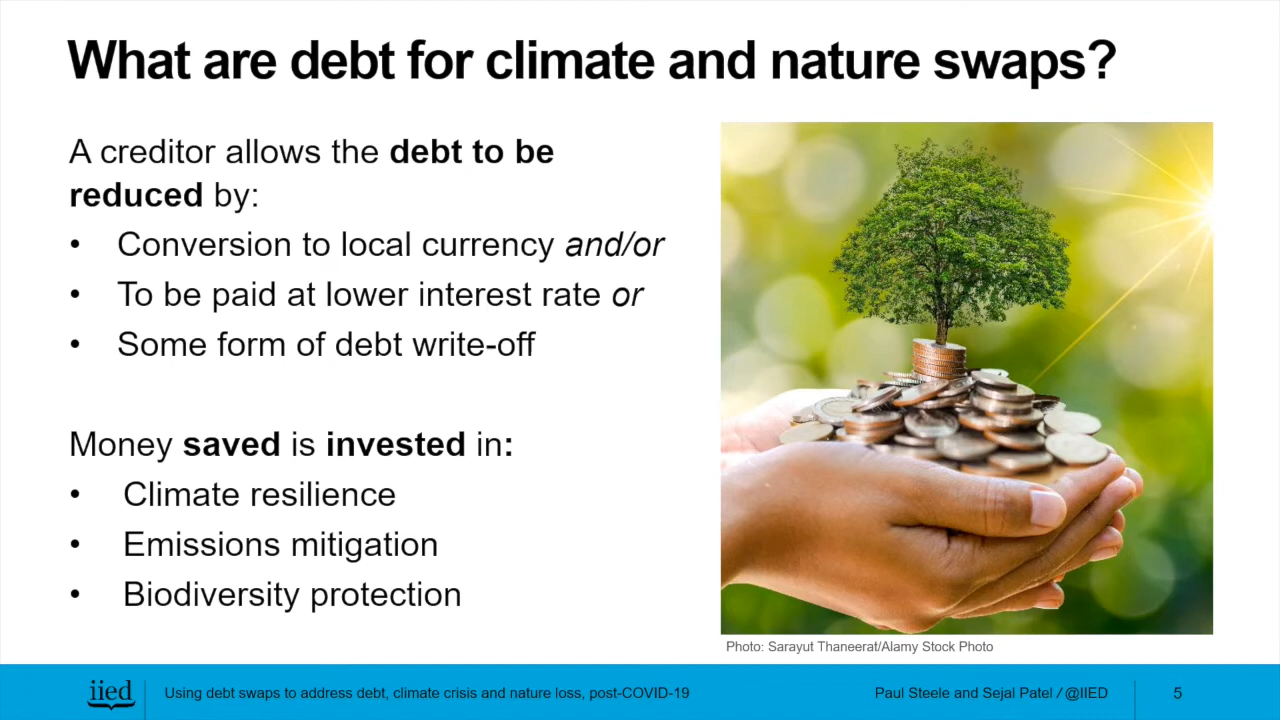 What are debt for climate and nature swaps?
A creditor allows the debt to be
reduced by:
• Conversion to local currency and/or
• To be paid at lower interest rate or
• Some form of debt write-off
Money saved is invested in:
• Climate resilience
• Emissions mitigation
• Biodiversity protection
Photo: Sarayut Thaneerat/Alamy Stock Photo
iied
Using debt swaps to address debt, climate crisis and nature loss, post-COVID-19
Paul Steele and Sejal Patel / @IIED
5